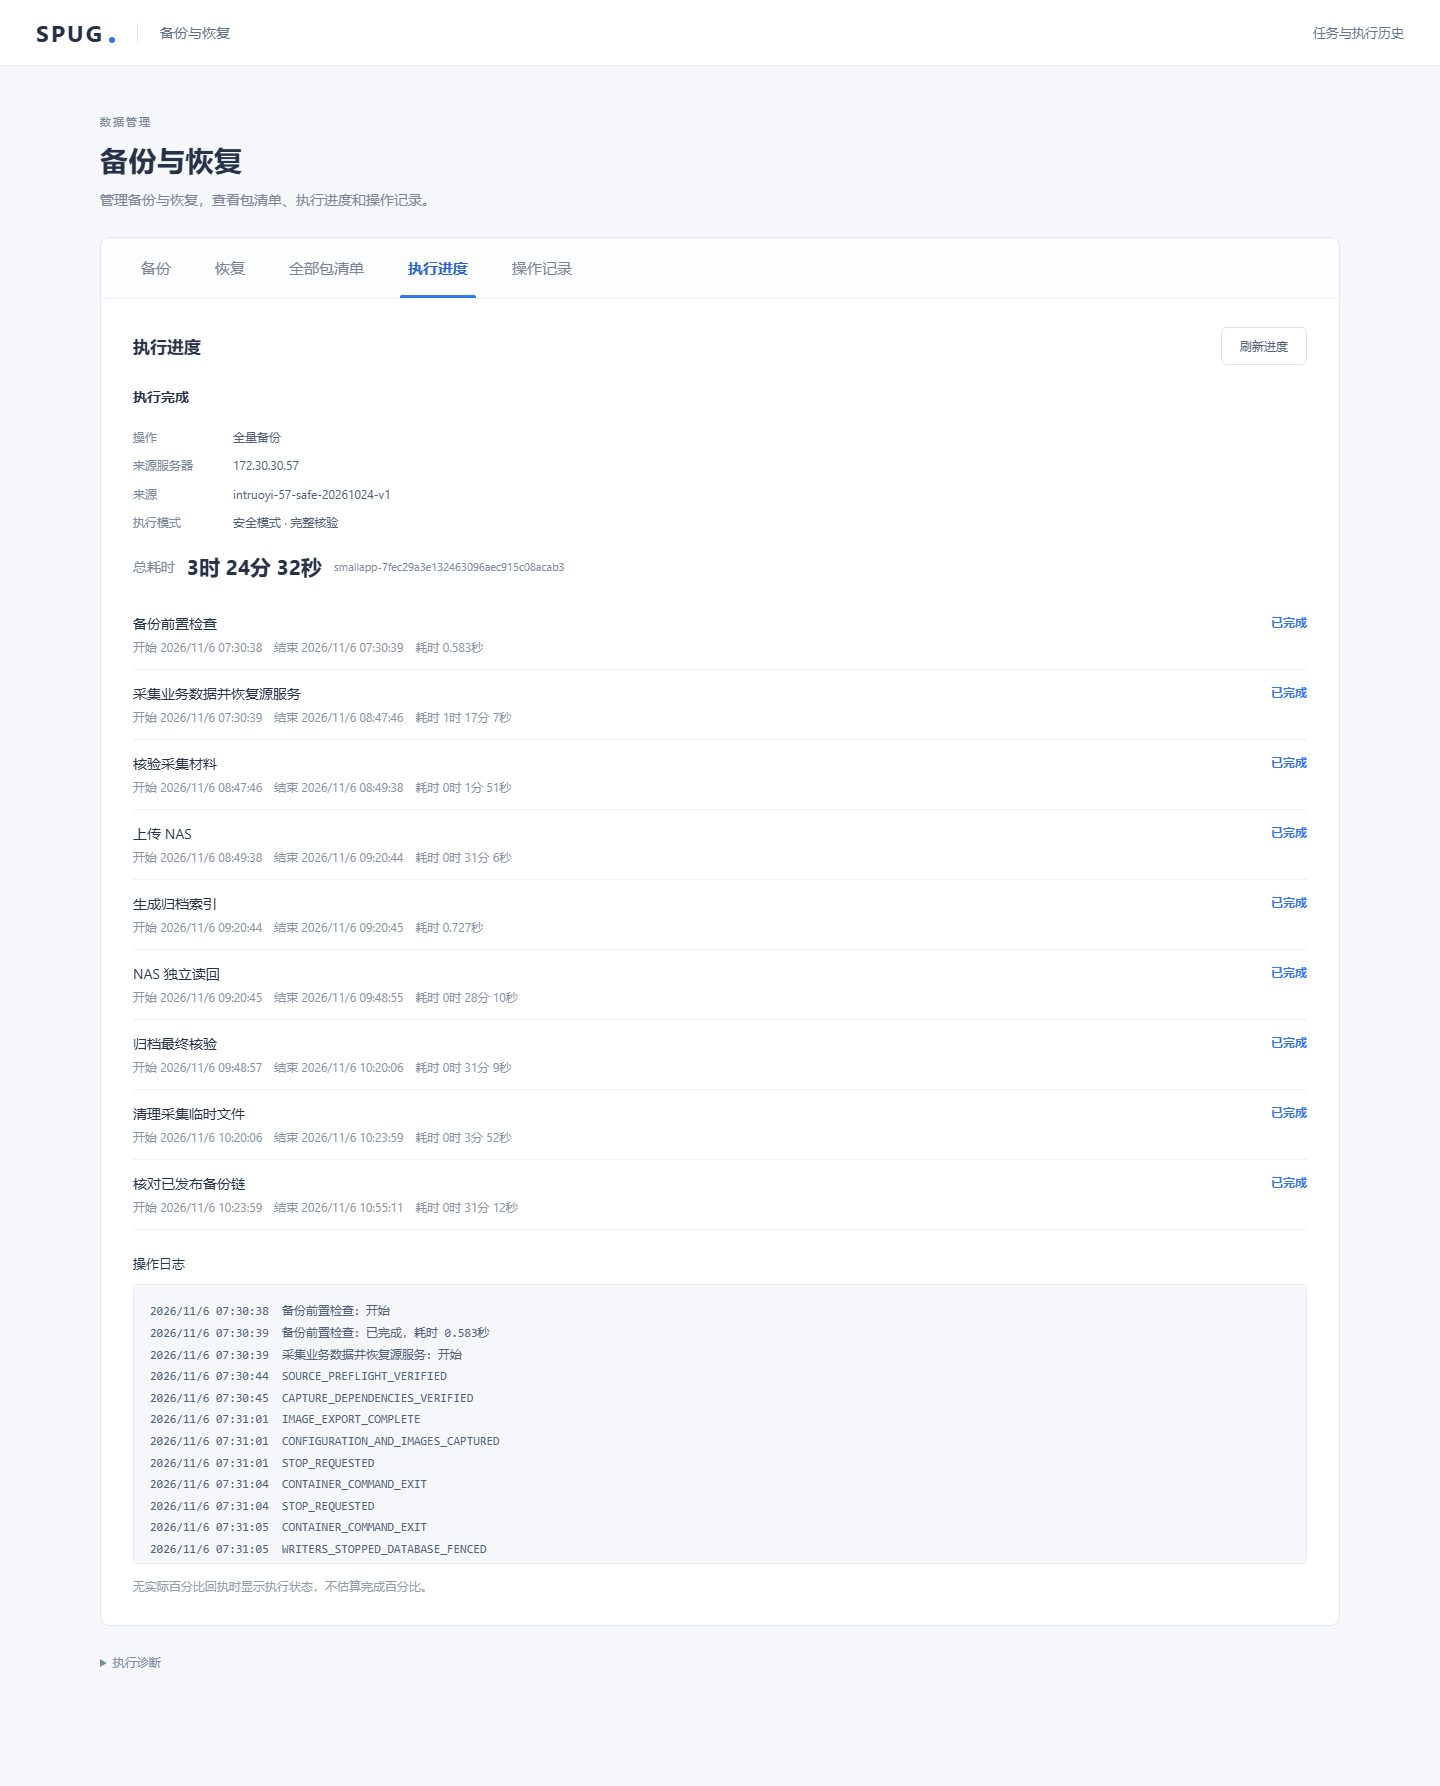 SPUG. 备份与恢复 任务与执行历史
数据管理
备份与恢复
管理备份与恢复，查看包清单、执行进度和操作记录。
备份 恢复 全部包清单 执行进度 操作记录
执行进度 刷新进度
执行完成
操作 全量备份
来源服务器 172.30.30.57
来源 intruoyi-57-safe-20261024-v1
执行模式 安全模式 · 完整核验
总耗时 3时 24分 32秒 smallapp-7fec29a3e132463096aec915c08acab3
备份前置检查 已完成
开始 2026/11/6 07:30:38 结束 2026/11/6 07:30:39 耗时 0.583秒
采集业务数据并恢复源服务 已完成
开始 2026/11/6 07:30:39 结束 2026/11/6 08:47:46 耗时 1时 17分 7秒
核验采集材料 已完成
开始 2026/11/6 08:47:46 结束 2026/11/6 08:49:38 耗时 0时 1分 51秒
上传 NAS 已完成
开始 2026/11/6 08:49:38 结束 2026/11/6 09:20:44 耗时 0时 31分 6秒
生成归档索引 已完成
开始 2026/11/6 09:20:44 结束 2026/11/6 09:20:45 耗时 0.727秒
NAS 独立读回 已完成
开始 2026/11/6 09:20:45 结束 2026/11/6 09:48:55 耗时 0时 28分 10秒
归档最终核验 已完成
开始 2026/11/6 09:48:57 结束 2026/11/6 10:20:06 耗时 0时 31分 9秒
清理采集临时文件 已完成
开始 2026/11/6 10:20:06 结束 2026/11/6 10:23:59 耗时 0时 3分 52秒
核对已发布备份链 已完成
开始 2026/11/6 10:23:59 结束 2026/11/6 10:55:11 耗时 0时 31分 12秒
操作日志
2026/11/6 07:30:38 备份前置检查：开始
2026/11/6 07:30:39 备份前置检查：已完成，耗时 0.583秒
2026/11/6 07:30:39 采集业务数据并恢复源服务：开始
2026/11/6 07:30:44 SOURCE_PREFLIGHT_VERIFIED
2026/11/6 07:30:45 CAPTURE_DEPENDENCIES_VERIFIED
2026/11/6 07:31:01 IMAGE_EXPORT_COMPLETE
2026/11/6 07:31:01 CONFIGURATION_AND_IMAGES_CAPTURED
2026/11/6 07:31:01 STOP_REQUESTED
2026/11/6 07:31:04 CONTAINER_COMMAND_EXIT
2026/11/6 07:31:04 STOP_REQUESTED
2026/11/6 07:31:05 CONTAINER_COMMAND_EXIT
2026/11/6 07:31:05 WRITERS_STOPPED_DATABASE_FENCED
无实际百分比回执时显示执行状态，不估算完成百分比。
▶ 执行诊断